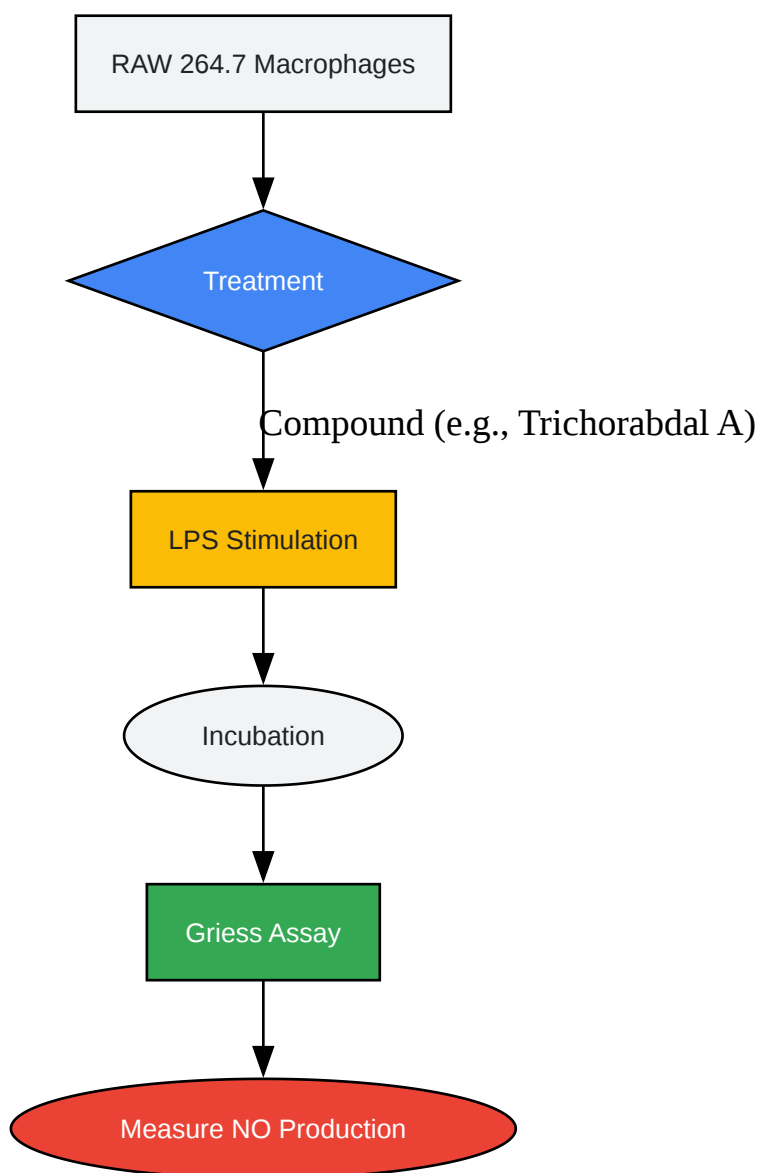 RAW 264.7 Macrophages
Treatment
Compound (e.g., Trichorabdal A)
LPS Stimulation
Incubation
Griess Assay
Measure NO Production